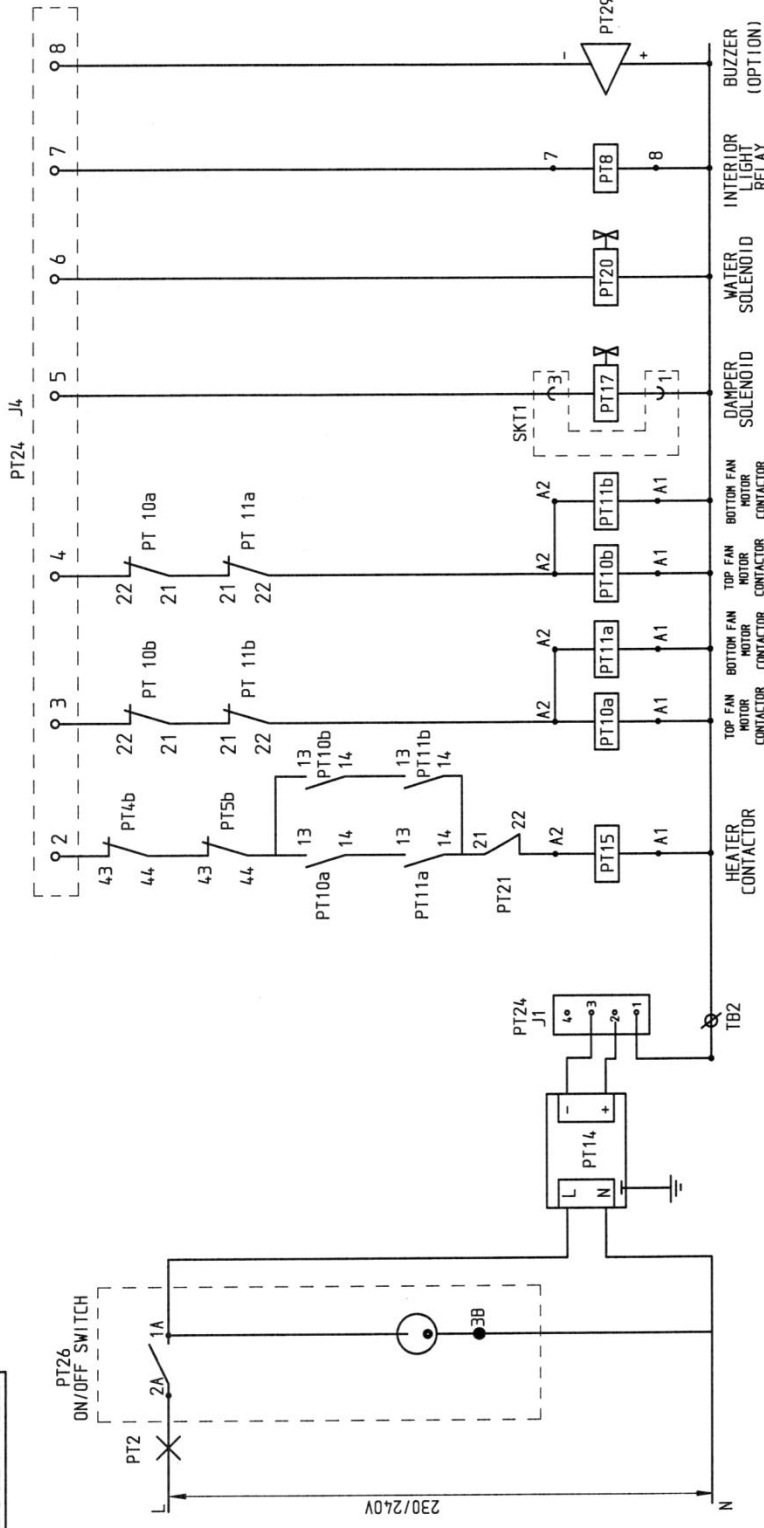 PT24 J4
2 3 4 5 6 7 8
43 PT4b 44
43 PT5b 44
13 PT10b 14
13 PT11b 14
13 PT10a 14
13 PT11a 14
21 PT21 22
A2
PT15
A1
HEATER
CONTACTOR
22 PT 10b 21
21 PT 11b 22
A2 A2
PT10a PT11a
A1 A1
TOP FAN
MOTOR
CONTACTOR
BOTTOM FAN
MOTOR
CONTACTOR
22 PT 10a 21
21 PT 11a 22
A2 A2
PT10b PT11b
A1 A1
TOP FAN
MOTOR
CONTACTOR
BOTTOM FAN
MOTOR
CONTACTOR
SKT1
3
PT17
1
DAMPER
SOLENOID
PT20
WATER
SOLENOID
7
PT8
8
INTERIOR
LIGHT
RELAY
PT29
-
+
BUZZER
(OPTION)
PT26
ON/OFF SWITCH
PT2
2A 1A
3B
L
230/240V
N
L N
PT14
- +
PT24
J1
4
3
2
1
TB2